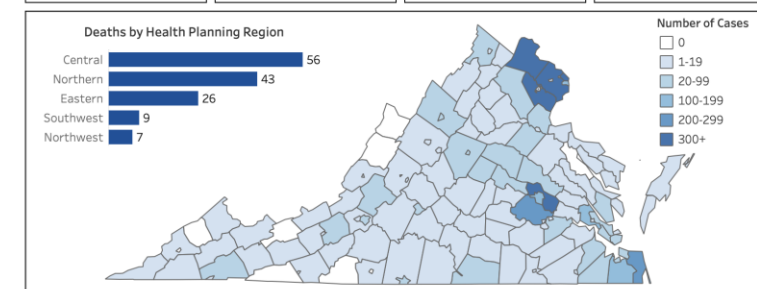 Deaths by Health Planning Region
Central 56
Northern 43
Eastern 26
Southwest 9
Northwest 7
Number of Cases
0
1-19
20-99
100-199
200-299
300+